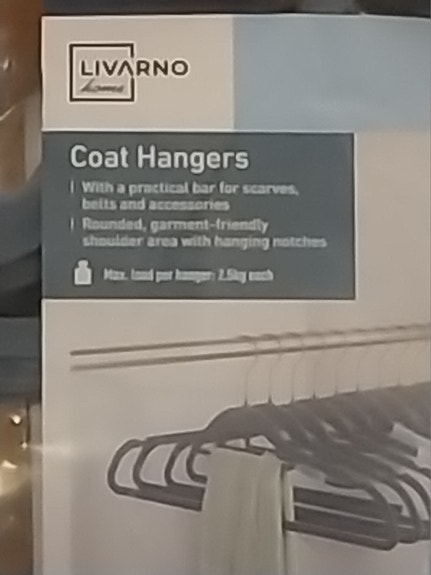 LIVARNO
home
Coat Hangers
With a practical bar for scarves,
belts and accessories
Rounded, garment-friendly
shoulder area with hanging notches
Max. load per hanger: 2.5kg each